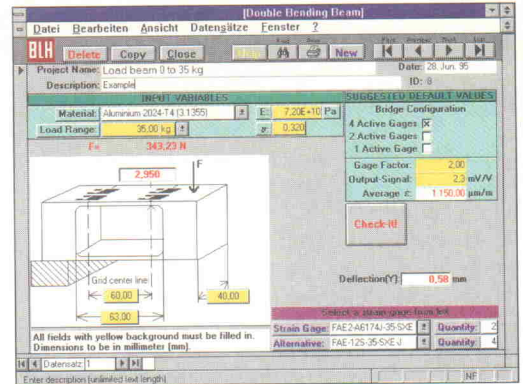 [Double Bending Beam]
Datei Bearbeiten Ansicht Datensätze Fenster ?
BLH Delete Copy Close New
Project Name: Load beam 0 to 35 kg Date: 28. Jun. 95
Description: Example ID: 8
INPUT VARIABLES
SUGGESTED DEFAULT VALUES
Material: Aluminium 2024-T4 (3.1355) E: 7,20E+10 Pa
Load Range: 35,00 kg 0,320
F= 343,23 N
Bridge Configuration
4 Active Gages
2 Active Gages
1 Active Gage
Gage Factor: 2,00
Output-Signal: 2,3 mV/V
Average ε: 1.150,00 µm/m
2,950
F
Check-it!
Grid center line
60,00
40,00
63,00
Deflection(Y): 0,58 mm
All fields with yellow background must be filled in.
Dimensions to be in millimeter [mm].
Select a strain gage from list
Strain Gage: FAE2-A6174J-35-SXE Quantity: 2
Alternative: FAE-12S-35-SXE-J Quantity: 4
Datensatz: 1
Enter description (unlimited text length)
NF